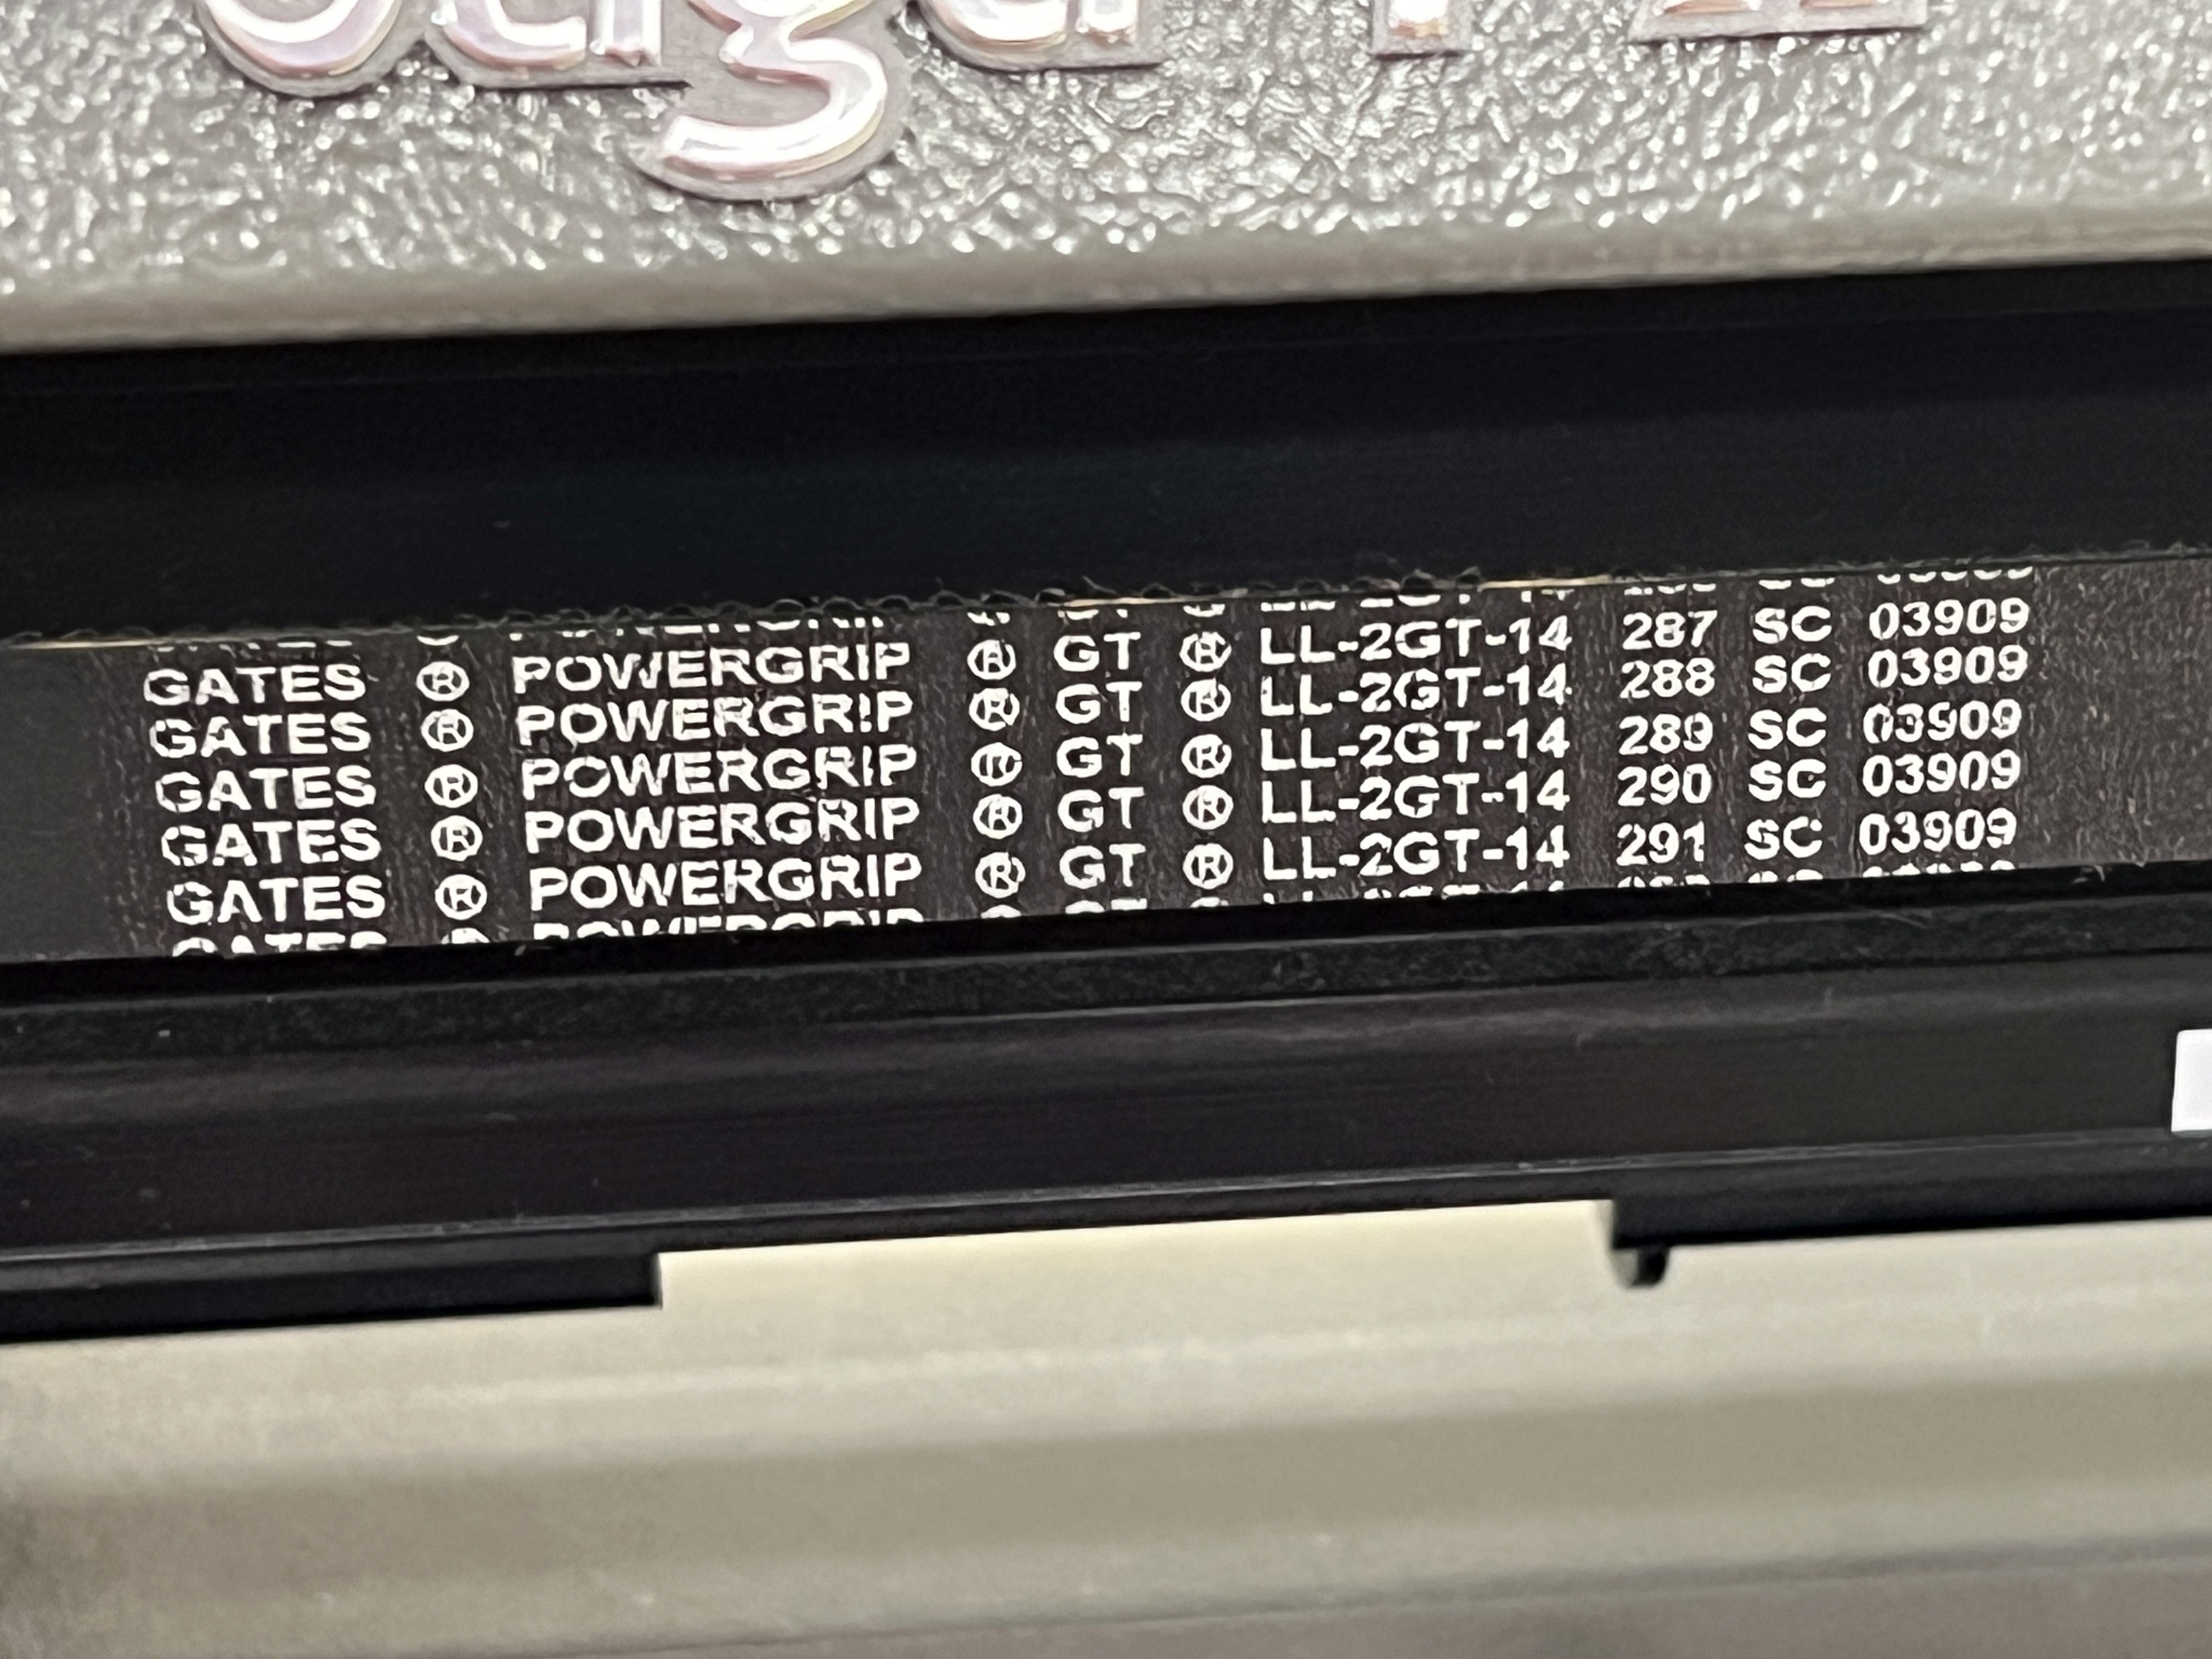 GATES ® POWERGRIP ® GT ® LL-2GT-14 287 SC 03909
GATES ® POWERGRIP ® GT ® LL-2GT-14 288 SC 03909
GATES ® POWERGRIP ® GT ® LL-2GT-14 289 SC 03909
GATES ® POWERGRIP ® GT ® LL-2GT-14 290 SC 03909
GATES ® POWERGRIP ® GT ® LL-2GT-14 291 SC 03909